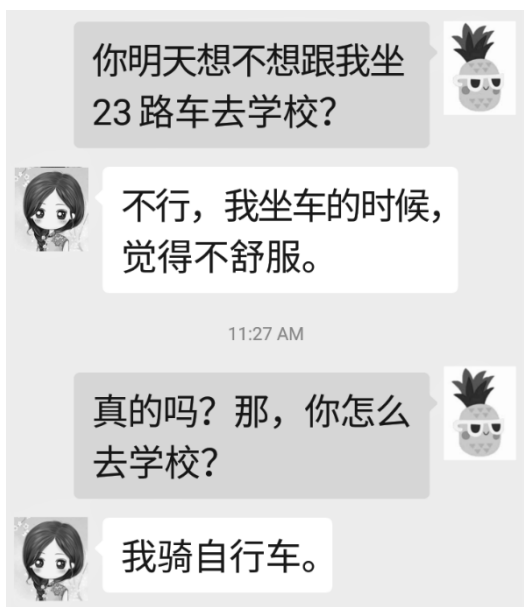 你明天想不想跟我坐
23 路车去学校？
不行，我坐车的时候，
觉得不舒服。
11:27 AM
真的吗？那，你怎么
去学校？
我骑自行车。